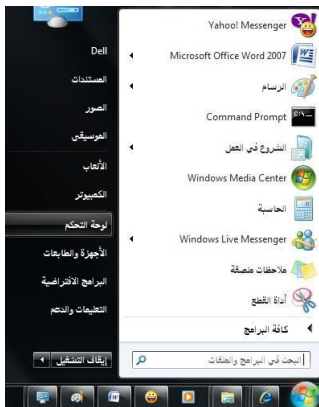 Yahoo! Messenger
Microsoft Office Word 2007
الرسام
Command Prompt
الشروع في العمل
Windows Media Center
الحاسبة
Windows Live Messenger
ملاحظات ملصقة
أداة القطع
كافة البرامج
البحث في البرامج والملفات
Dell
المستندات
الصور
الموسيقى
الألعاب
الكمبيوتر
لوحة التحكم
الأجهزة والطابعات
البرامج الافتراضية
التعليمات والدعم
إيقاف التشغيل